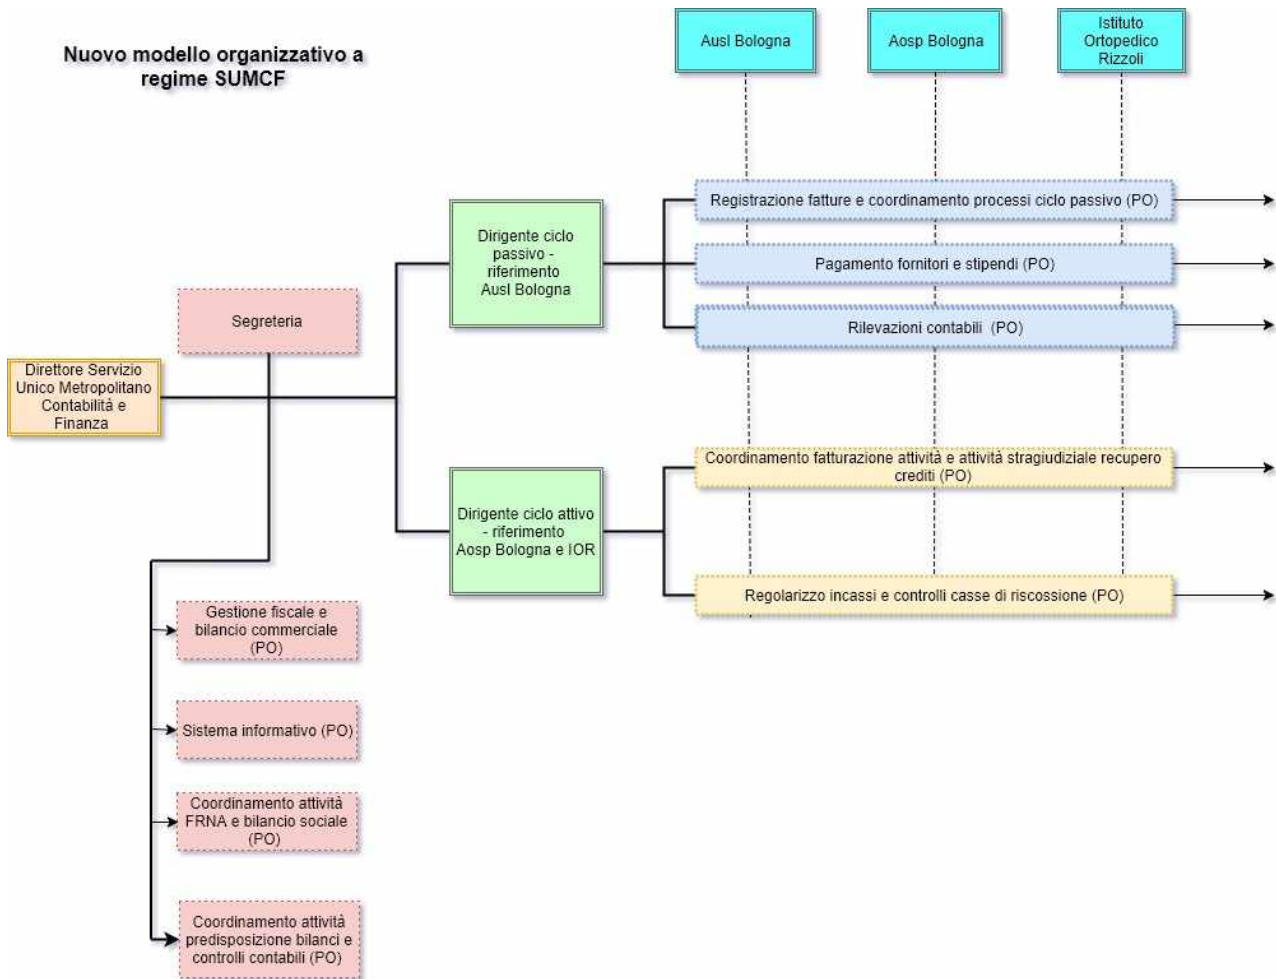 Nuovo modello organizzativo a
regime SUMCF
Ausl Bologna
Aosp Bologna
Istituto
Ortopedico
Rizzoli
Registrazione fatture e coordinamento processi ciclo passivo (PO)
Dirigente ciclo
passivo -
riferimento
Ausl Bologna
Pagamento fornitori e stipendi (PO)
Segreteria
Rilevazioni contabili (PO)
Direttore Servizio
Unico Metropolitano
Contabilità e
Finanza
Coordinamento fatturazione attività e attività stragiudiziale recupero
crediti (PO)
Dirigente ciclo attivo
- riferimento
Aosp Bologna e IOR
Regolarizzo incassi e controlli casse di riscossione (PO)
Gestione fiscale e
bilancio commerciale
(PO)
Sistema informativo (PO)
Coordinamento attività
FRNA e bilancio sociale
(PO)
Coordinamento attività
predisposizione bilanci e
controlli contabili (PO)